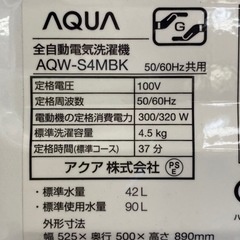 AQUA
全自動電気洗濯機
AQW-S4MBK 50/60Hz共用
定格電圧 100V
定格周波数 50/60Hz
電動機の定格消費電力 300/320 W
標準洗濯容量 4.5 kg
定格時間(標準コース) 37 分
アクア 株式会社 PSE
・標準水量 42L
・標準使用水量 90L
外形寸法
幅 525× 奥行 500× 高さ 890mm